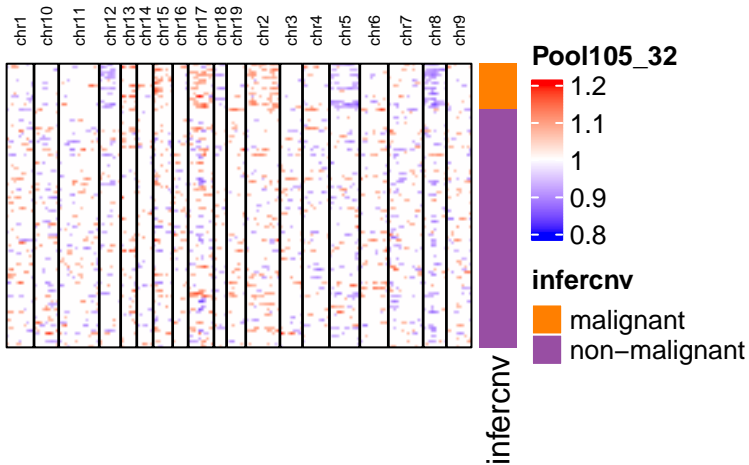 chr1
chr10
chr11
chr12
chr13
chr14
chr15
chr16
chr17
chr18
chr19
chr2
chr3
chr4
chr5
chr6
chr7
chr8
chr9
Pool105_32
1.2
1.1
1
0.9
0.8
infercnv
malignant
non−malignant
infercnv